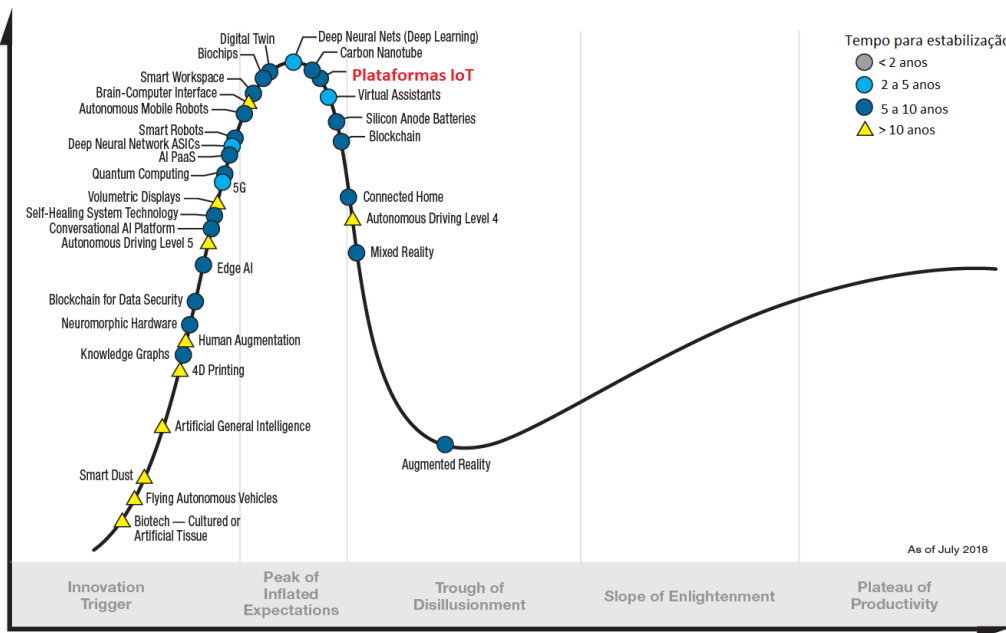 Digital Twin
Deep Neural Nets (Deep Learning)
Biochips
Carbon Nanotube
Smart Workspace
Plataformas IoT
Brain-Computer Interface
Virtual Assistants
Autonomous Mobile Robots
Silicon Anode Batteries
Smart Robots
Blockchain
Deep Neural Network ASICs
AI PaaS
Quantum Computing
5G
Volumetric Displays
Connected Home
Self-Healing System Technology
Autonomous Driving Level 4
Conversational AI Platform
Autonomous Driving Level 5
Mixed Reality
Edge AI
Blockchain for Data Security
Neuromorphic Hardware
Human Augmentation
Knowledge Graphs
4D Printing
Artificial General Intelligence
Augmented Reality
Smart Dust
Flying Autonomous Vehicles
Biotech — Cultured or
Artificial Tissue
Tempo para estabilização
< 2 anos
2 a 5 anos
5 a 10 anos
> 10 anos
As of July 2018
Innovation
Trigger
Peak of
Inflated
Expectations
Trough of
Disillusionment
Slope of Enlightenment
Plateau of
Productivity